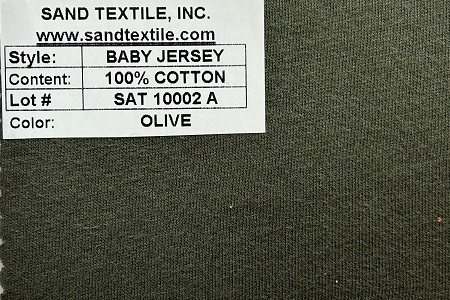 SAND TEXTILE, INC.
www.sandtextile.com
Style: BABY JERSEY
Content: 100% COTTON
Lot # SAT 10002 A
Color: OLIVE